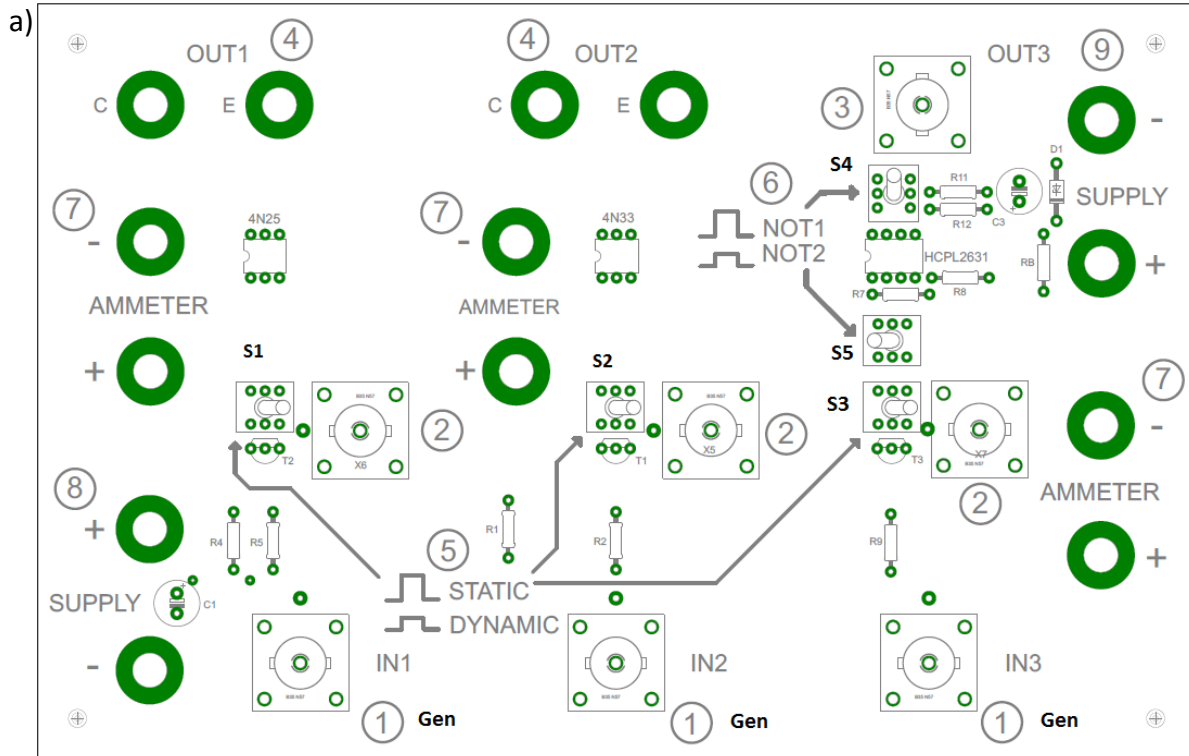 a)
OUT1 4 4 OUT2 OUT3 9
C E C E 3 -
S4 D1
6 R11 SUPPLY
7 4N25 7 4N33 NOT1 R12 C3 +
- - NOT2 HCPL2631 RB +
R7 R8
AMMETER AMMETER
+ S1 + S2 S5
S3 7
2 2 -
T2 X6 T1 X5 T3 X7
2 AMMETER
8
+ R4 R5 5 R1 R2 R9 +
STATIC
SUPPLY + C1 DYNAMIC
- IN1 IN2 IN3
1 Gen 1 Gen 1 Gen